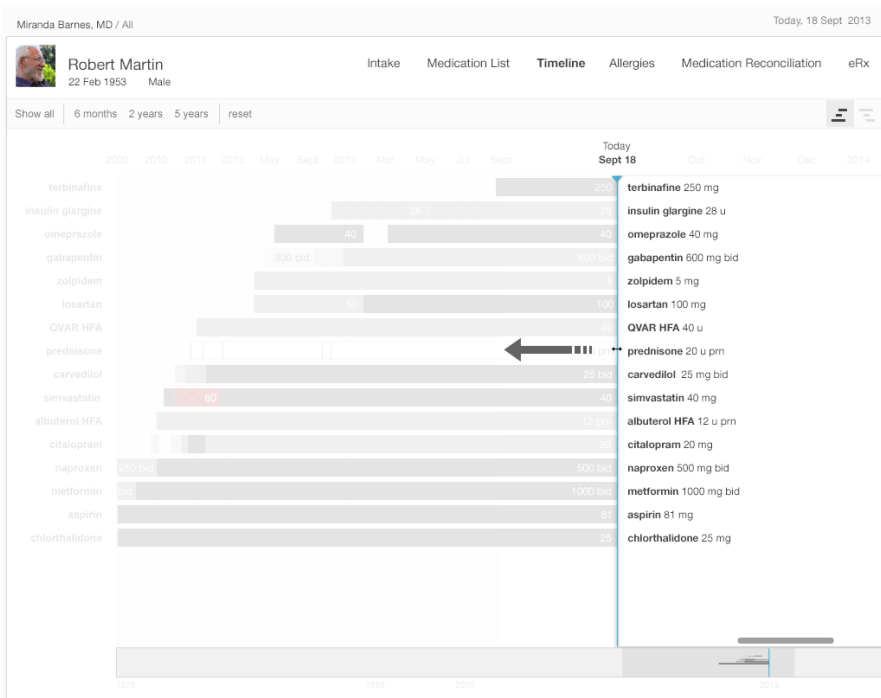 Miranda Barnes, MD / All
Today, 18 Sept 2013
Robert Martin
22 Feb 1953 Male
Intake Medication List Timeline Allergies Medication Reconciliation eRx
Show all 6 months 2 years 5 years reset
Today
2009 2010 2011 2012 May Sept 2013 Mar May Jul Sept Sept 18 Oct Nov Dec 2014
terbinafine 250 terbinafine 250 mg
insulin glargine 26 28 insulin glargine 28 u
omeprazole 40 40 omeprazole 40 mg
gabapentin 300 bid 600 bid gabapentin 600 mg bid
zolpidem 5 zolpidem 5 mg
losartan 50 100 losartan 100 mg
QVAR HFA 40 QVAR HFA 40 u
prednisone prn prednisone 20 u prn
carvedilol 25 bid carvedilol 25 mg bid
simvastatin 80 40 simvastatin 40 mg
albuterol HFA 12 prn albuterol HFA 12 u prn
citalopram 20 citalopram 20 mg
naproxen 250 bid 500 bid naproxen 500 mg bid
metformin bid 1000 bid metformin 1000 mg bid
aspirin 81 aspirin 81 mg
chlorthalidone 25 chlorthalidone 25 mg
2000 2013